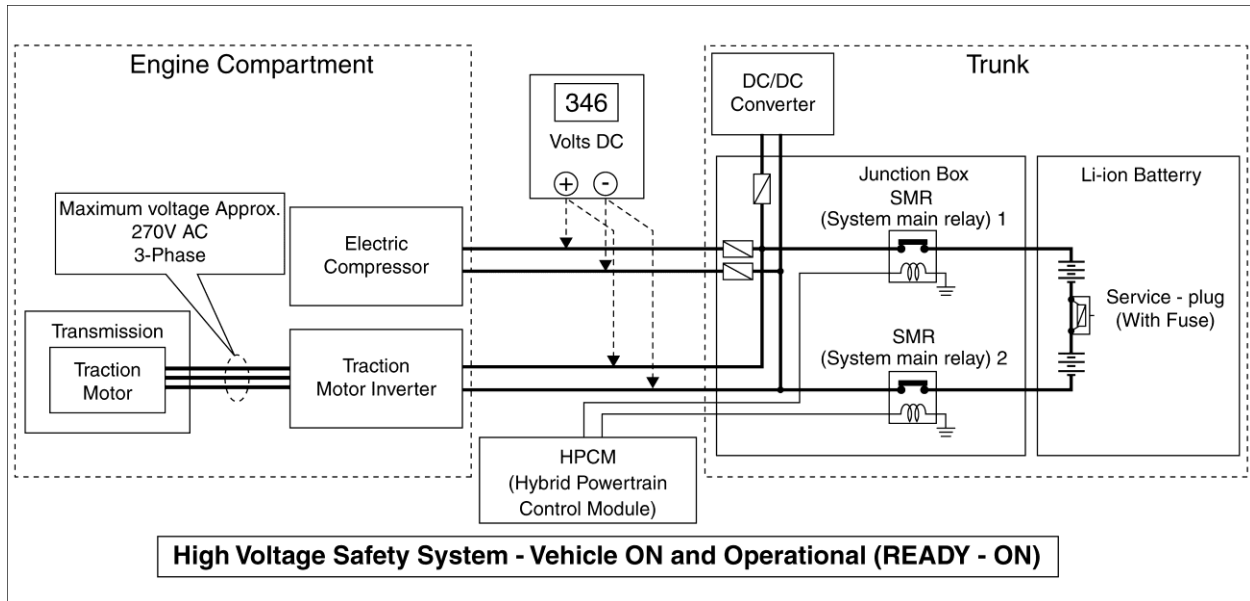 Engine Compartment
Trunk
346
Volts DC
+
-
DC/DC
Converter
Maximum voltage Approx.
270V AC
3-Phase
Electric
Compressor
Junction Box
SMR
(System main relay) 1
Li-ion Batterry
Service - plug
(With Fuse)
Transmission
Traction
Motor
Traction
Motor Inverter
SMR
(System main relay) 2
HPCM
(Hybrid Powertrain
Control Module)
High Voltage Safety System - Vehicle ON and Operational (READY - ON)